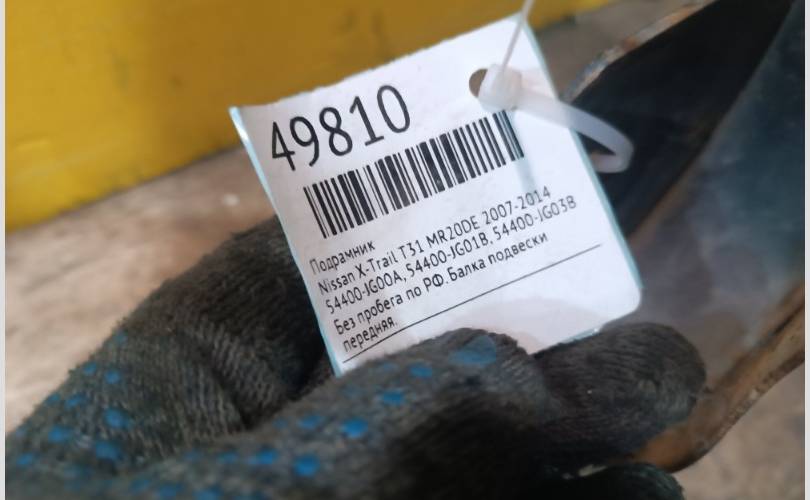 49810
Подрамник
Nissan X-Trail T31 MR20DE 2007-2014
54400-JG00A, 54400-JG01B, 54400-JG03B
Без пробега по РФ. Балка подвески
передняя.